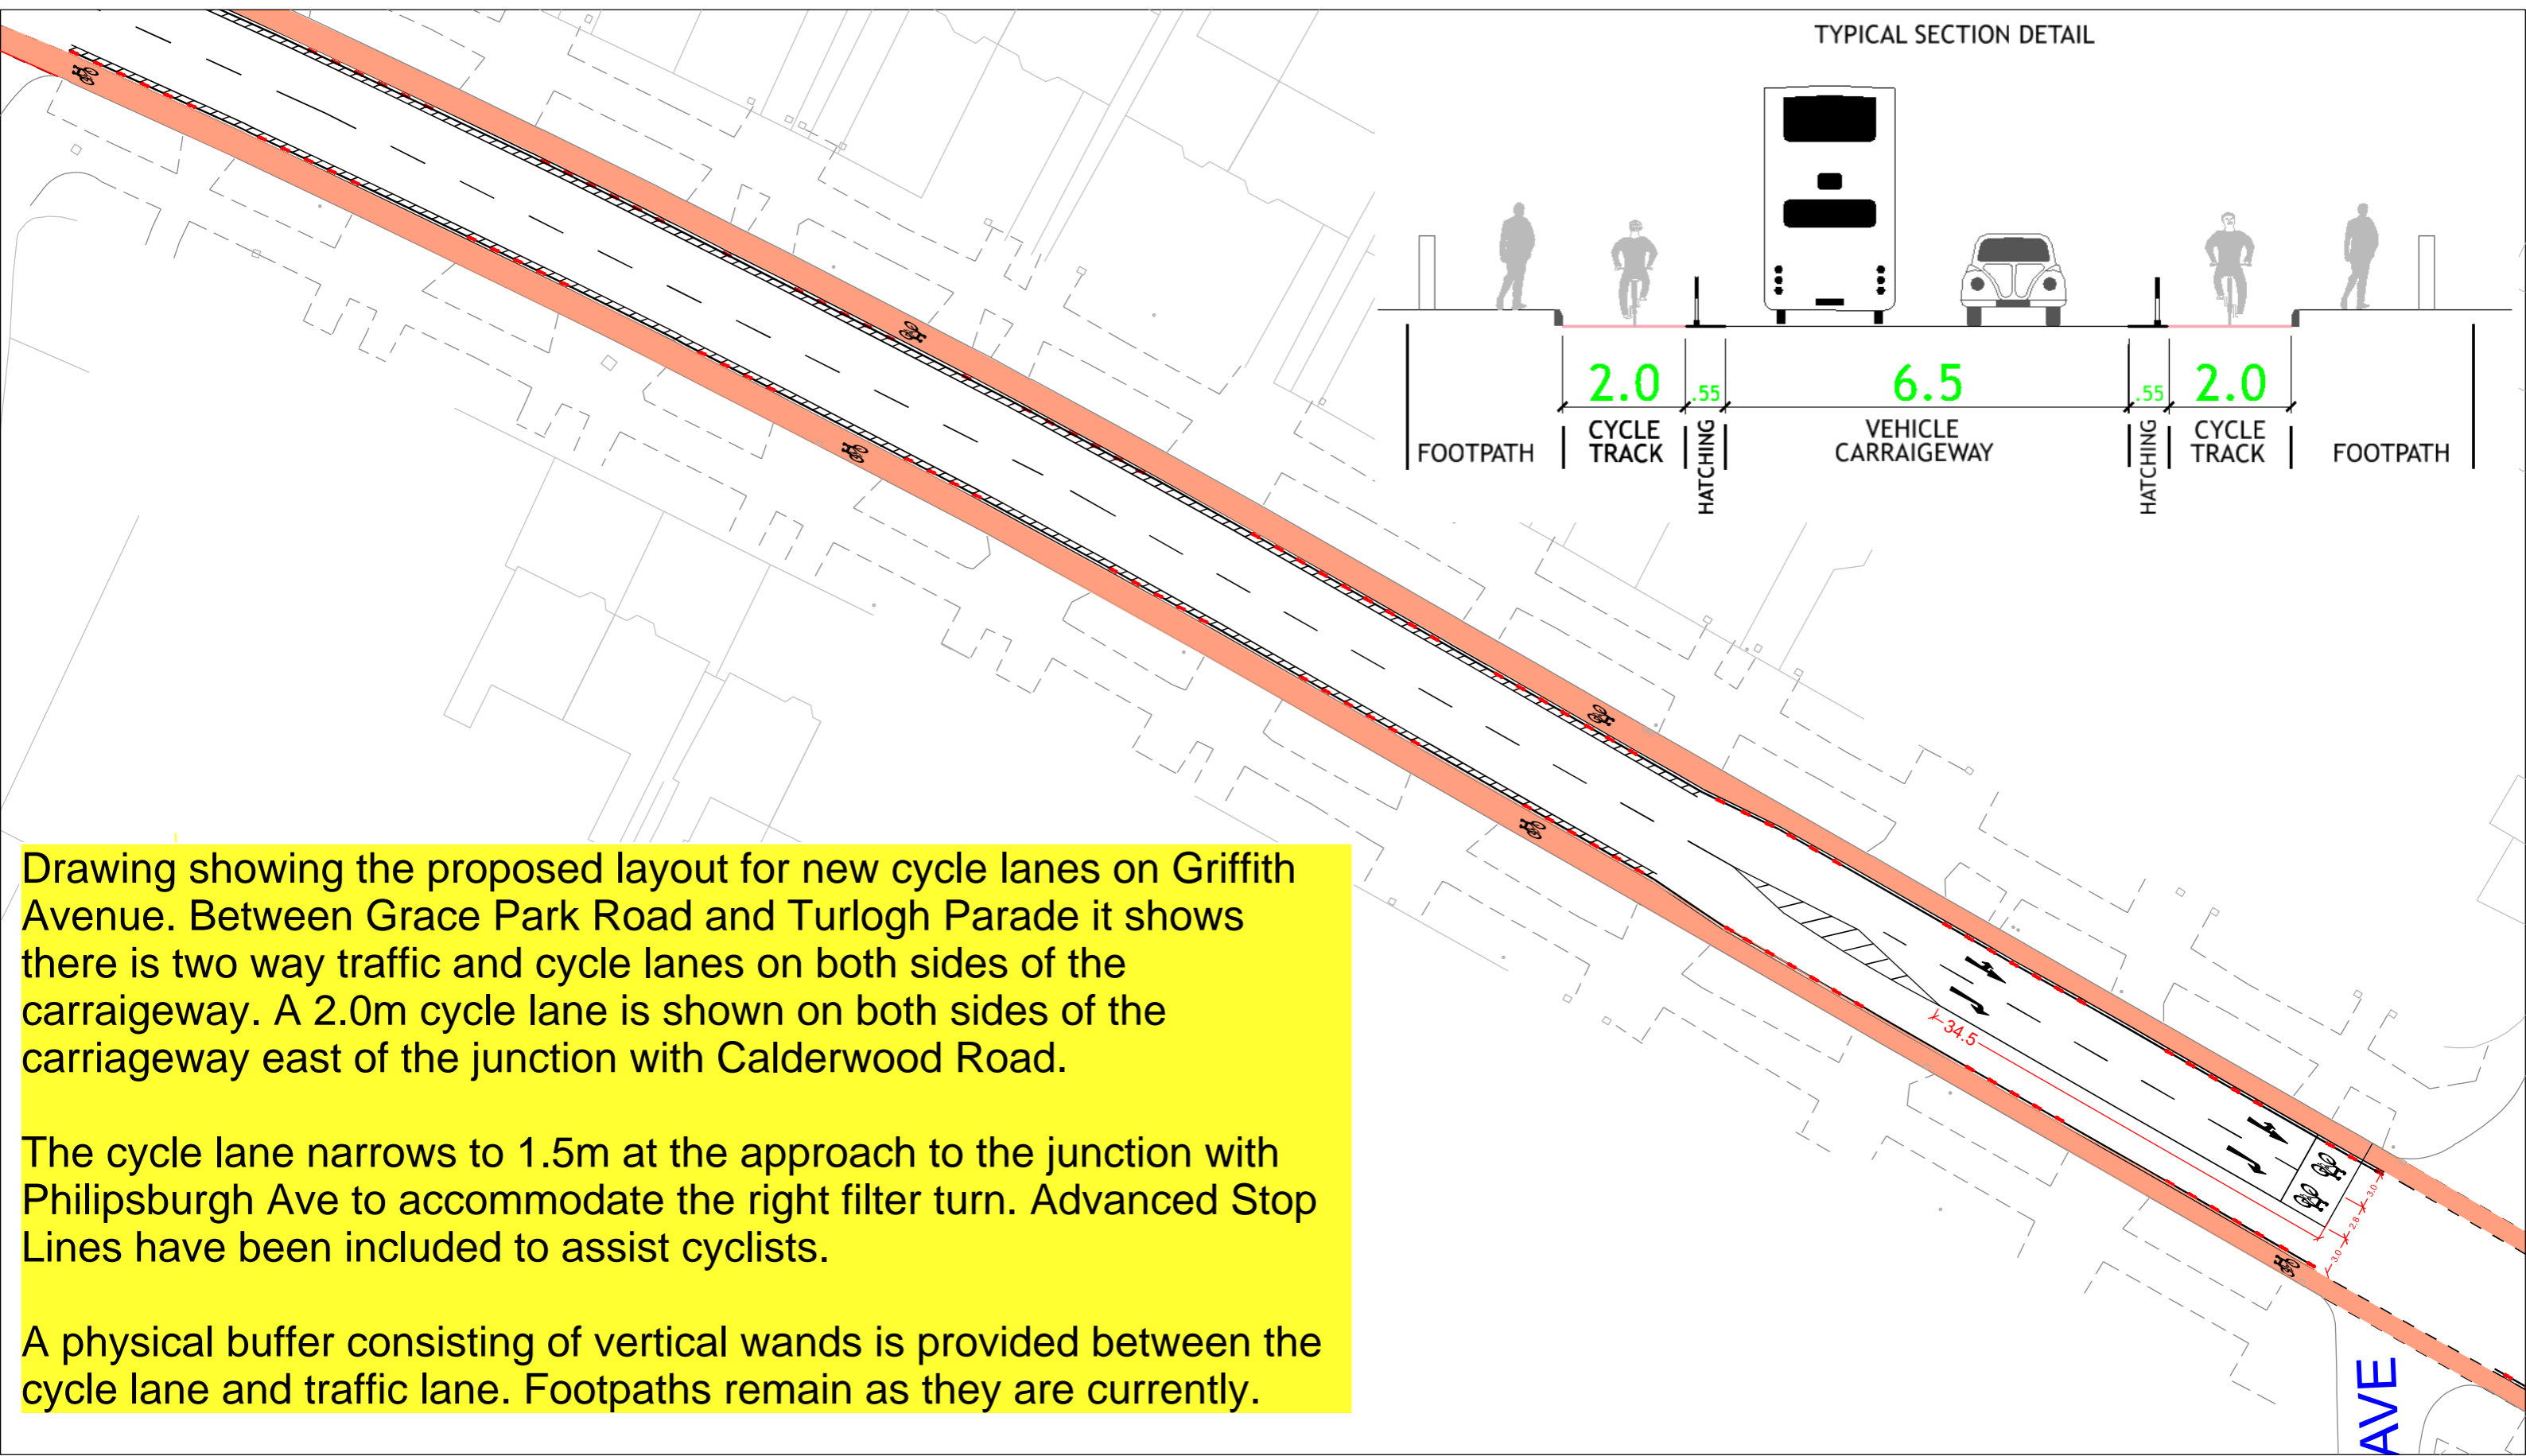 TYPICAL SECTION DETAIL
2.0
.55
6.5
.55
2.0
FOOTPATH
CYCLE
TRACK
HATCHING
VEHICLE
CARRAIGEWAY
HATCHING
CYCLE
TRACK
FOOTPATH
Drawing showing the proposed layout for new cycle lanes on Griffith
Avenue. Between Grace Park Road and Turlogh Parade it shows
there is two way traffic and cycle lanes on both sides of the
carraigeway. A 2.0m cycle lane is shown on both sides of the
carriageway east of the junction with Calderwood Road.
The cycle lane narrows to 1.5m at the approach to the junction with
Philipsburgh Ave to accommodate the right filter turn. Advanced Stop
Lines have been included to assist cyclists.
A physical buffer consisting of vertical wands is provided between the
cycle lane and traffic lane. Footpaths remain as they are currently.
34.5
3.0
2.8
3.0
AVE